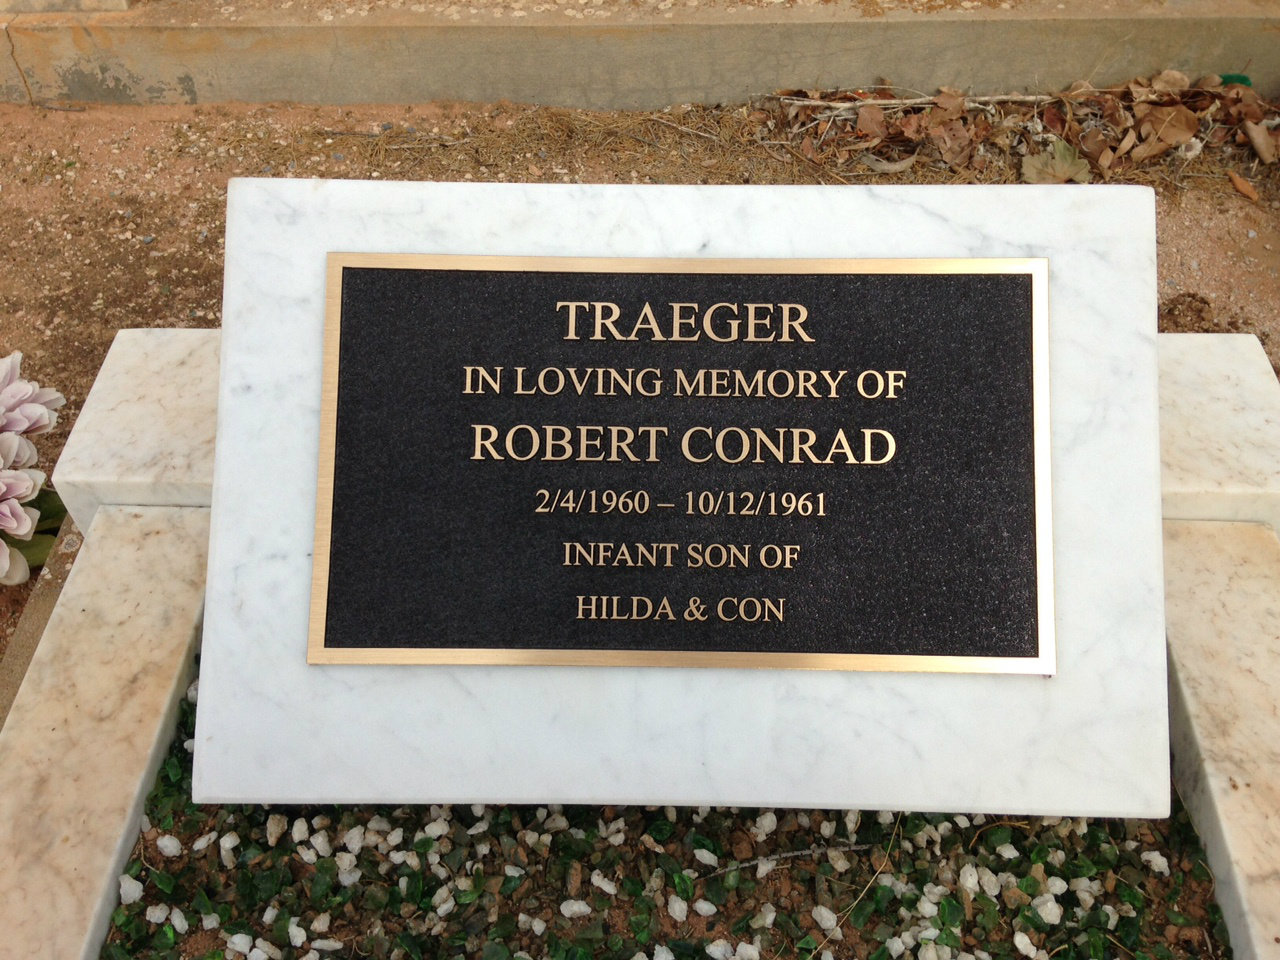 TRAEGER
IN LOVING MEMORY OF
ROBERT CONRAD
2/4/1960 – 10/12/1961
INFANT SON OF
HILDA & CON